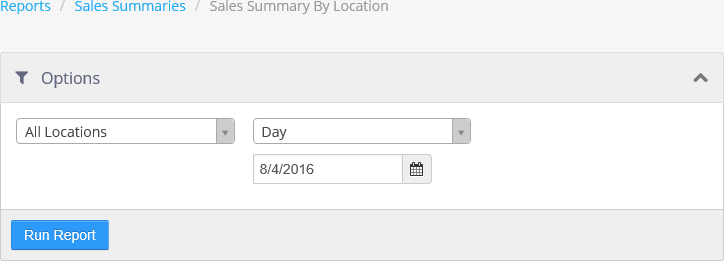 Reports / Sales Summaries / Sales Summary By Location
Options
All Locations Day
8/4/2016
Run Report